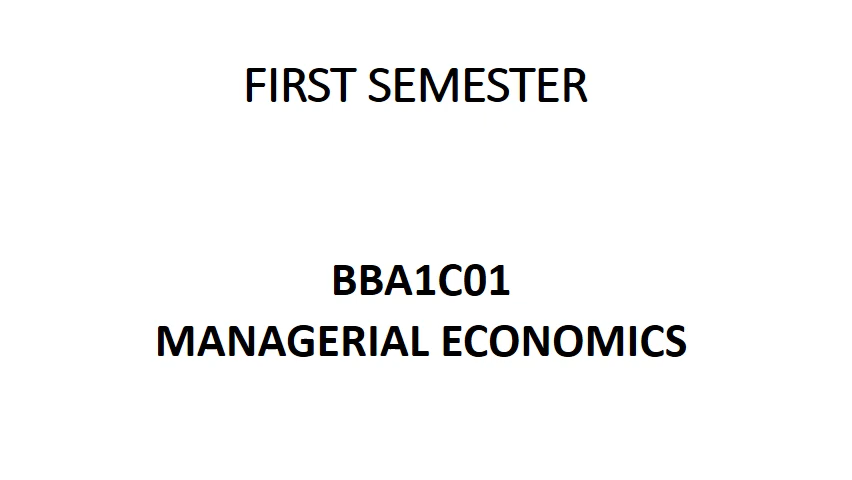 FIRST SEMESTER
BBA1C01
MANAGERIAL ECONOMICS